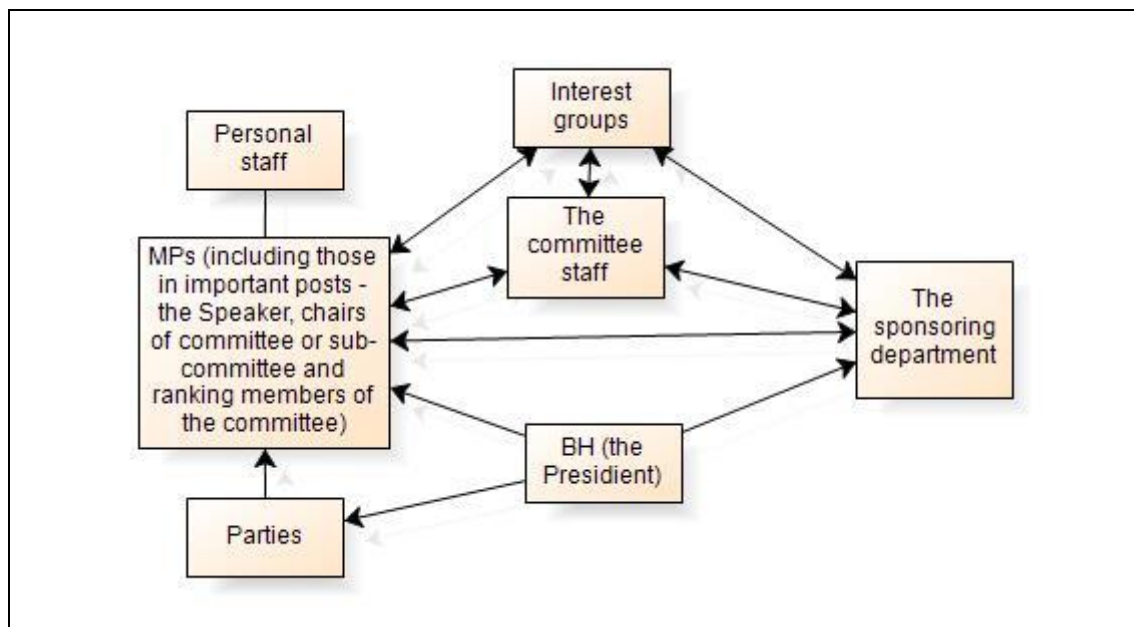 Interest
groups
Personal
staff
The
committee
staff
MPs (including those
in important posts -
the Speaker, chairs
of committee or sub-
committee and
ranking members of
the committee)
The
sponsoring
department
BH (the
Presidient)
Parties